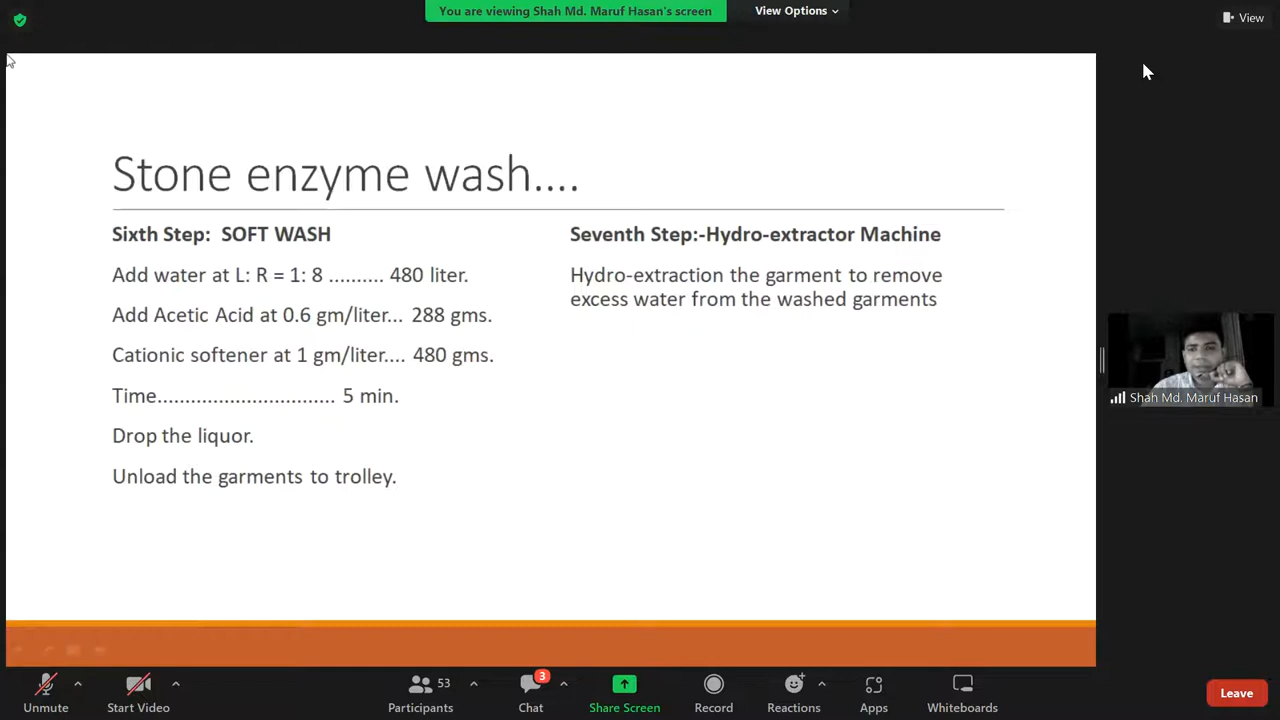 You are viewing Shah Md. Maruf Hasan's screen
View Options
View
Stone enzyme wash....
Sixth Step: SOFT WASH
Add water at L: R = 1: 8 .......... 480 liter.
Add Acetic Acid at 0.6 gm/liter... 288 gms.
Cationic softener at 1 gm/liter.... 480 gms.
Time................................ 5 min.
Drop the liquor.
Unload the garments to trolley.
Seventh Step:-Hydro-extractor Machine
Hydro-extraction the garment to remove
excess water from the washed garments
Shah Md. Maruf Hasan
Unmute
Start Video
53
Participants
3
Chat
Share Screen
Record
Reactions
Apps
Whiteboards
Leave